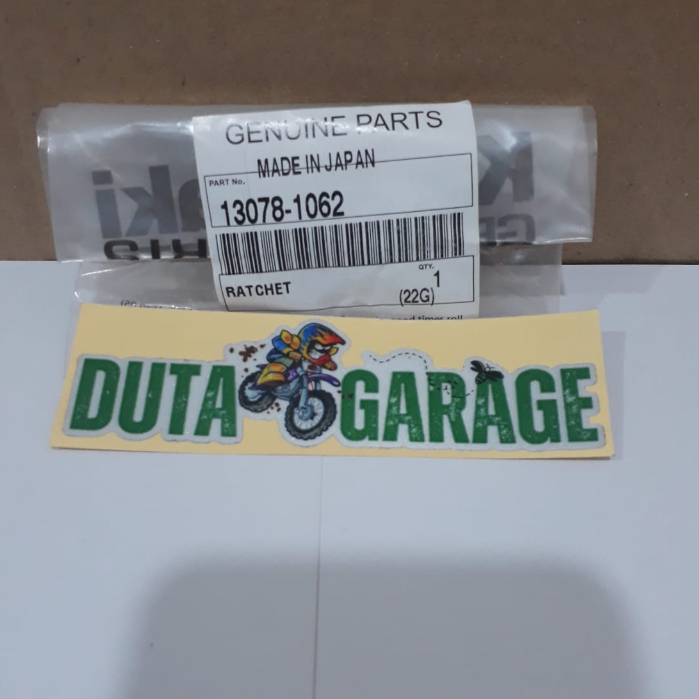 GENUINE PARTS
MADE IN JAPAN
PART No.
13078-1062
QTY.
1
RATCHET
(22G)
DUTA GARAGE